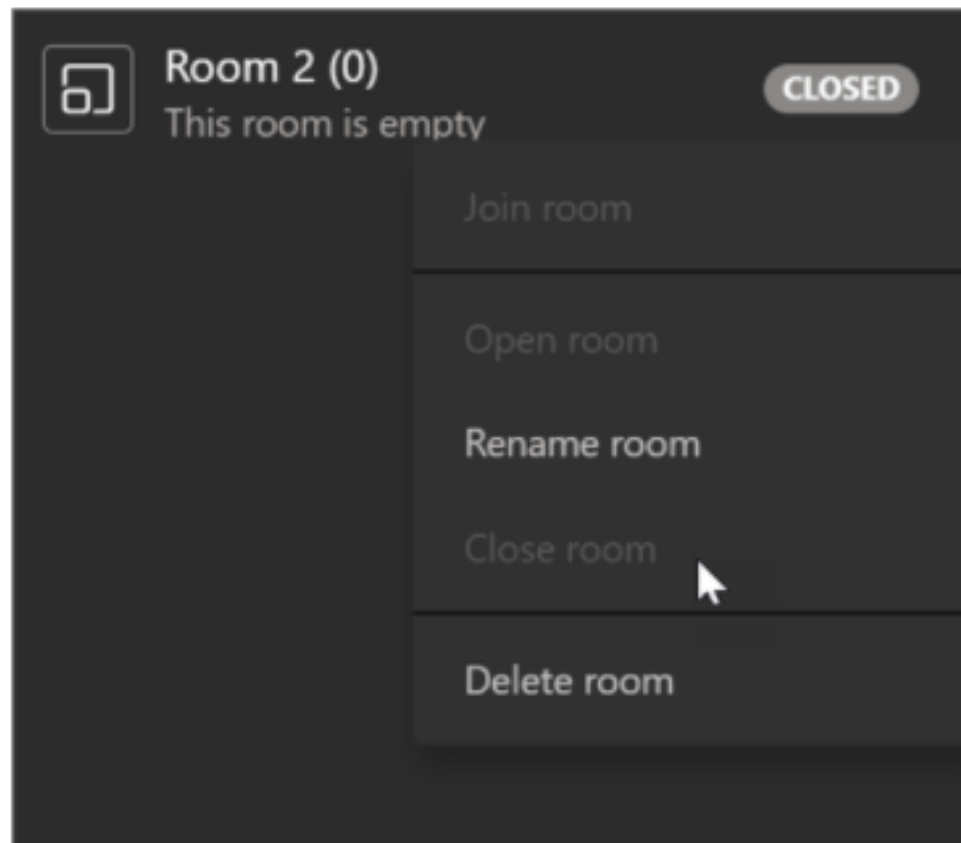 Room 2 (0)
CLOSED
This room is empty
Join room
Open room
Rename room
Close room
Delete room